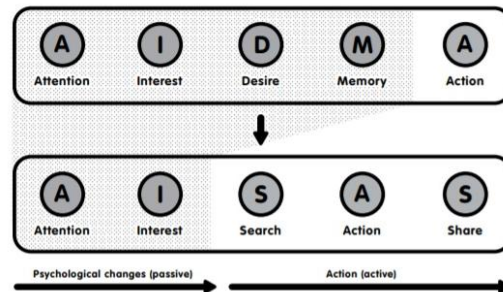 A I D M A
Attention Interest Desire Memory Action
A I S A S
Attention Interest Search Action Share
Psychological changes (passive) Action (active)